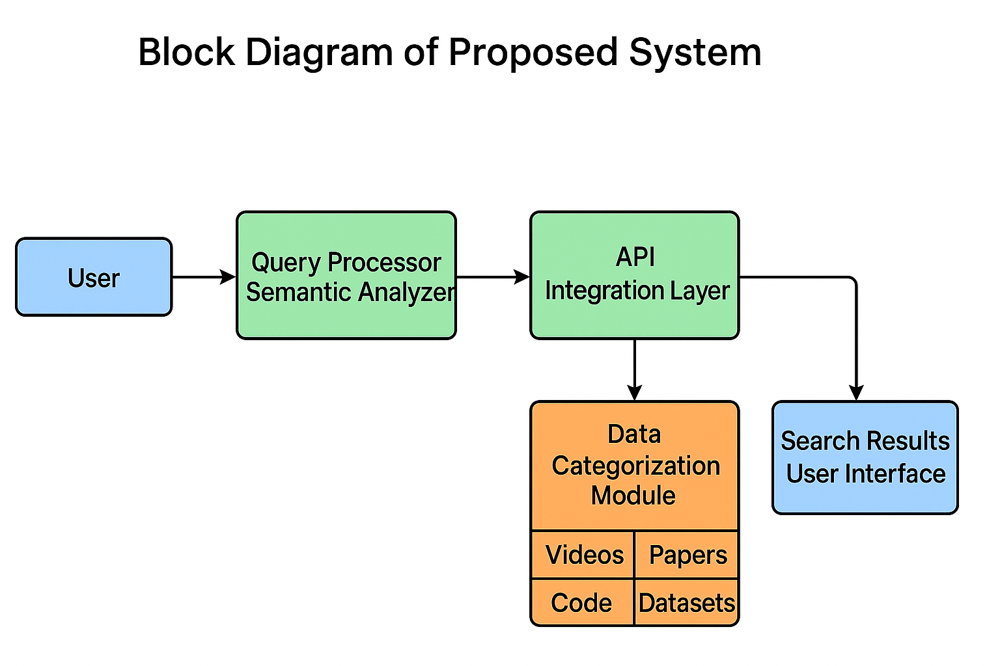 Block Diagram of Proposed System
User
Query Processor
Semantic Analyzer
API
Integration Layer
Data
Categorization
Module
Videos
Papers
Code
Datasets
Search Results
User Interface